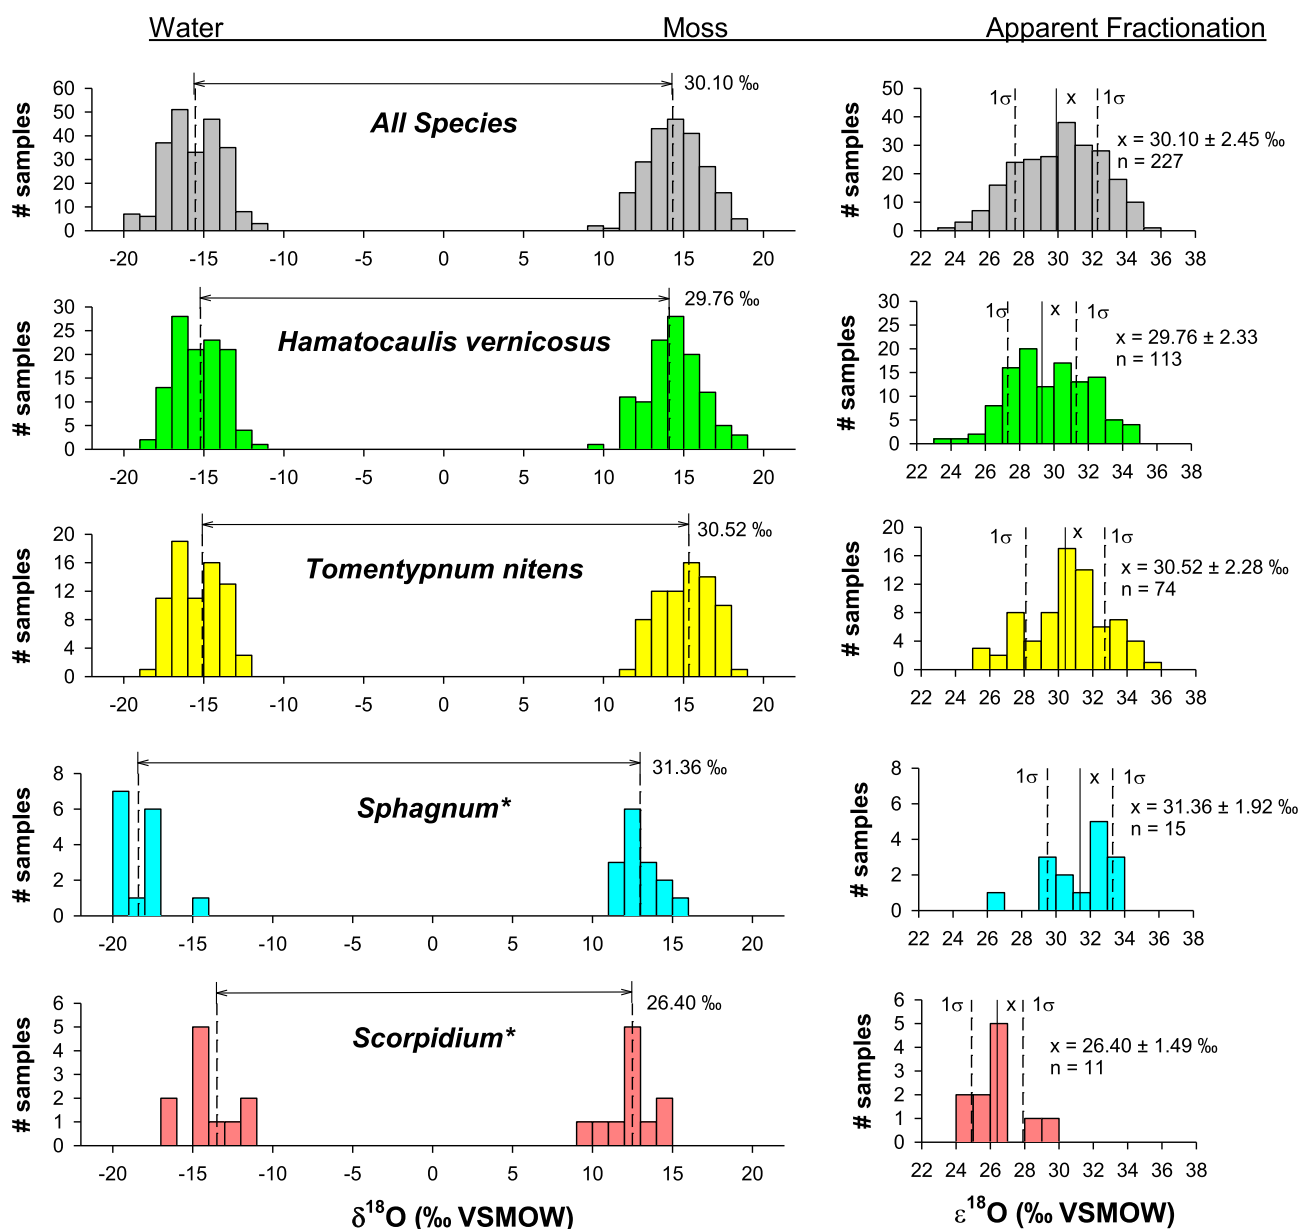 Water Moss Apparent Fractionation
# samples
60
50
40
30
20
10
0
-20 -15 -10 -5 0 5 10 15 20
30.10 ‰
All Species
# samples
50
40
30
20
10
0
22 24 26 28 30 32 34 36 38
1σ x 1σ
x = 30.10 ± 2.45 ‰
n = 227
# samples
30
25
20
15
10
5
0
-20 -15 -10 -5 0 5 10 15 20
29.76 ‰
Hamatocaulis vernicosus
# samples
30
25
20
15
10
5
0
22 24 26 28 30 32 34 36 38
1σ x 1σ
x = 29.76 ± 2.33
n = 113
# samples
20
16
12
8
4
0
-20 -15 -10 -5 0 5 10 15 20
30.52 ‰
Tomentypnum nitens
# samples
20
16
12
8
4
0
22 24 26 28 30 32 34 36 38
1σ x 1σ
x = 30.52 ± 2.28 ‰
n = 74
# samples
8
6
4
2
0
-20 -15 -10 -5 0 5 10 15 20
31.36 ‰
Sphagnum*
# samples
8
6
4
2
0
22 24 26 28 30 32 34 36 38
1σ x 1σ
x = 31.36 ± 1.92 ‰
n = 15
# samples
6
5
4
3
2
1
0
-20 -15 -10 -5 0 5 10 15 20
26.40 ‰
Scorpidium*
δ¹⁸O (‰ VSMOW)
# samples
6
5
4
3
2
1
0
22 24 26 28 30 32 34 36 38
1σ x 1σ
x = 26.40 ± 1.49 ‰
n = 11
ε¹⁸O (‰ VSMOW)